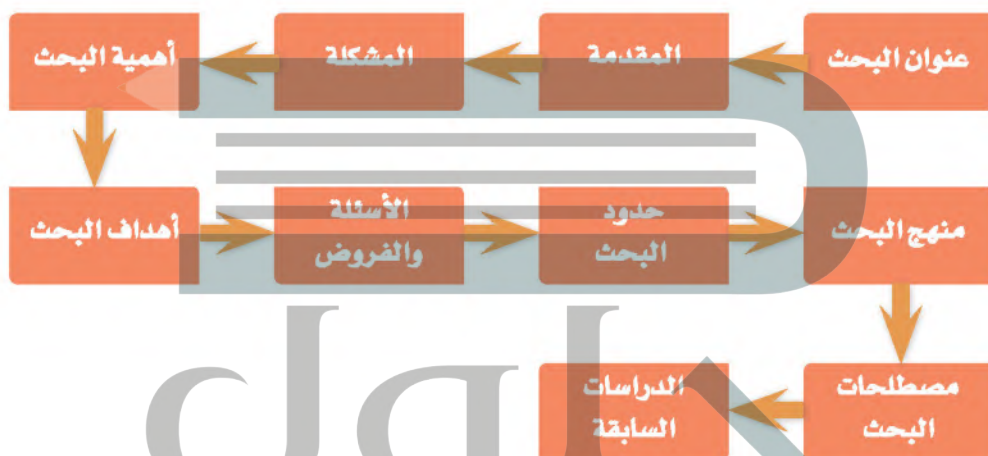 عنوان البحث
المقدمة
المشكلة
أهمية البحث
أهداف البحث
الأسئلة
والفروض
حدود
البحث
منهج البحث
مصطلحات
البحث
الدراسات
السابقة